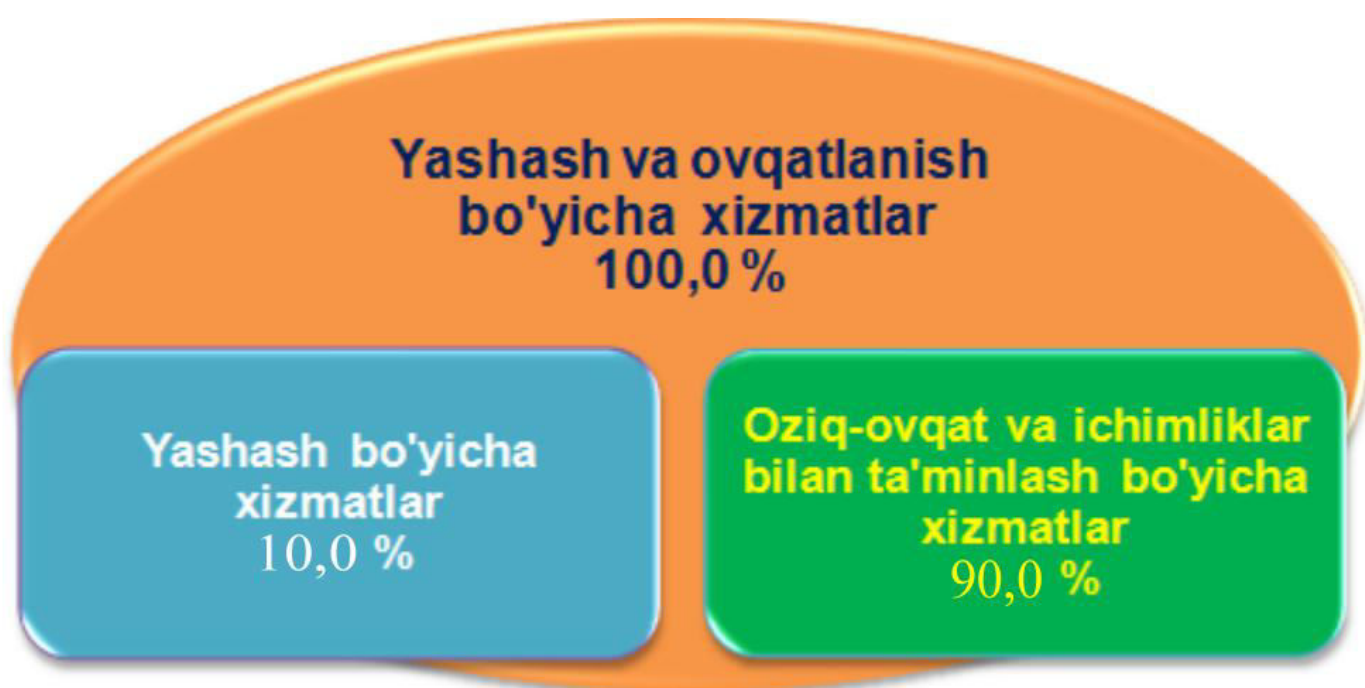 Yashash va ovqatlanish
bo'yicha xizmatlar
100,0 %
Yashash bo'yicha
xizmatlar
10,0 %
Oziq-ovqat va ichimliklar
bilan ta'minlash bo'yicha
xizmatlar
90,0 %